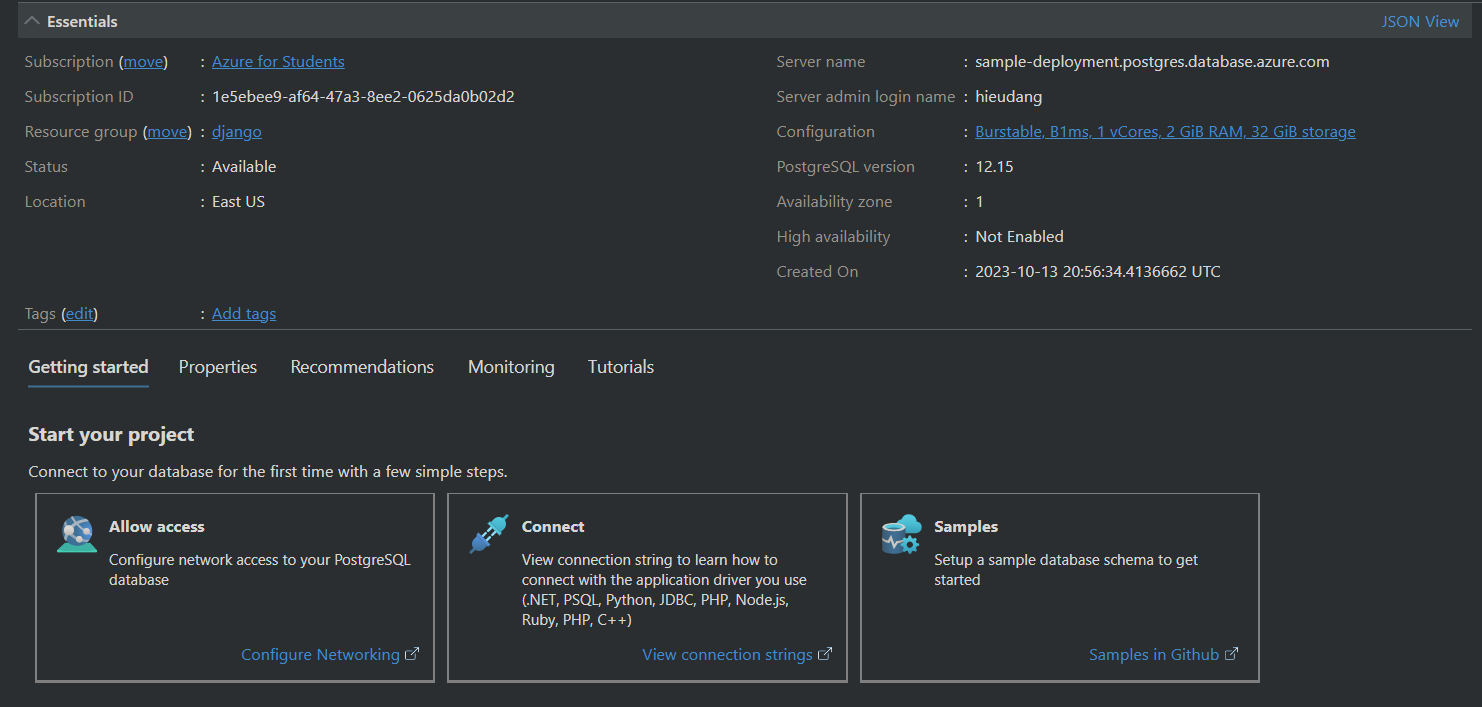 Essentials
JSON View
Subscription (move) : Azure for Students
Subscription ID : 1e5ebee9-af64-47a3-8ee2-0625da0b02d2
Resource group (move) : django
Status : Available
Location : East US
Server name : sample-deployment.postgres.database.azure.com
Server admin login name : hieudang
Configuration : Burstable, B1ms, 1 vCores, 2 GiB RAM, 32 GiB storage
PostgreSQL version : 12.15
Availability zone : 1
High availability : Not Enabled
Created On : 2023-10-13 20:56:34.4136662 UTC
Tags (edit) : Add tags
Getting started Properties Recommendations Monitoring Tutorials
Start your project
Connect to your database for the first time with a few simple steps.
Allow access
Configure network access to your PostgreSQL
database
Configure Networking
Connect
View connection string to learn how to
connect with the application driver you use
(.NET, PSQL, Python, JDBC, PHP, Node.js,
Ruby, PHP, C++)
View connection strings
Samples
Setup a sample database schema to get
started
Samples in Github